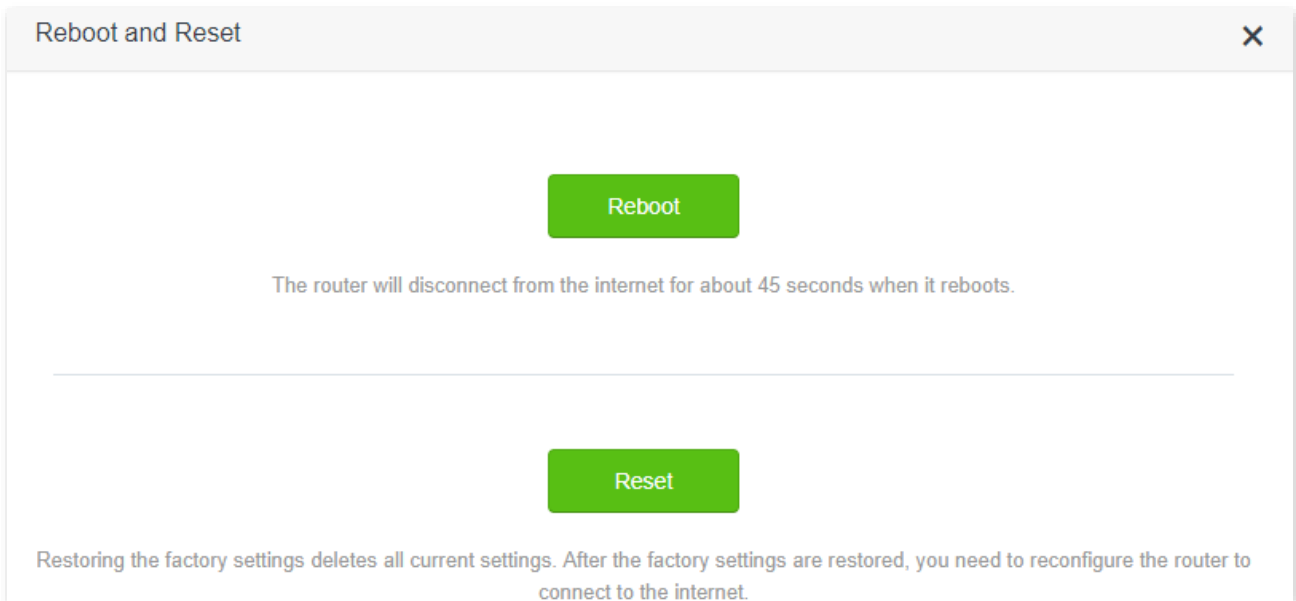 Reboot and Reset
Reboot
The router will disconnect from the internet for about 45 seconds when it reboots.
Reset
Restoring the factory settings deletes all current settings. After the factory settings are restored, you need to reconfigure the router to
connect to the internet.